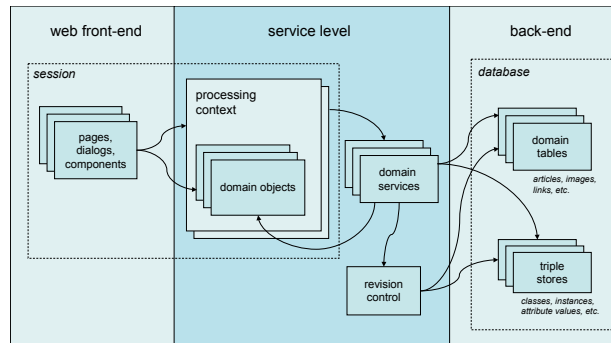 web front-end
service level
back-end
session
database
processing
context
pages,
dialogs,
components
domain objects
domain
services
domain
tables
articles, images,
links, etc.
revision
control
triple
stores
classes, instances,
attribute values, etc.